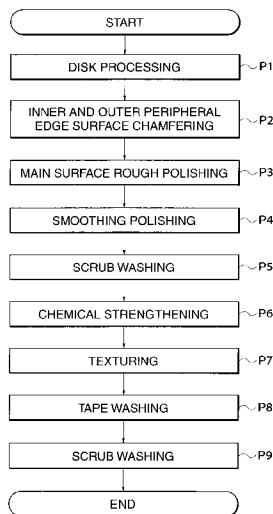 START
DISK PROCESSING P1
INNER AND OUTER PERIPHERAL
EDGE SURFACE CHAMFERING P2
MAIN SURFACE ROUGH POLISHING P3
SMOOTHING POLISHING P4
SCRUB WASHING P5
CHEMICAL STRENGTHENING P6
TEXTURING P7
TAPE WASHING P8
SCRUB WASHING P9
END